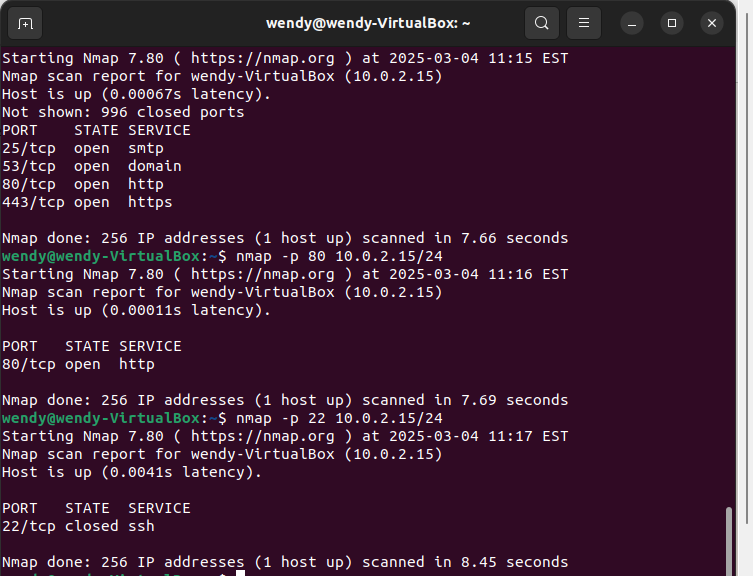 wendy@wendy-VirtualBox: ~
Starting Nmap 7.80 ( https://nmap.org ) at 2025-03-04 11:15 EST
Nmap scan report for wendy-VirtualBox (10.0.2.15)
Host is up (0.00067s latency).
Not shown: 996 closed ports
PORT    STATE SERVICE
25/tcp  open  smtp
53/tcp  open  domain
80/tcp  open  http
443/tcp open  https
Nmap done: 256 IP addresses (1 host up) scanned in 7.66 seconds
wendy@wendy-VirtualBox:~$ nmap -p 80 10.0.2.15/24
Starting Nmap 7.80 ( https://nmap.org ) at 2025-03-04 11:16 EST
Nmap scan report for wendy-VirtualBox (10.0.2.15)
Host is up (0.00011s latency).
PORT   STATE SERVICE
80/tcp open  http
Nmap done: 256 IP addresses (1 host up) scanned in 7.69 seconds
wendy@wendy-VirtualBox:~$ nmap -p 22 10.0.2.15/24
Starting Nmap 7.80 ( https://nmap.org ) at 2025-03-04 11:17 EST
Nmap scan report for wendy-VirtualBox (10.0.2.15)
Host is up (0.0041s latency).
PORT   STATE  SERVICE
22/tcp closed ssh
Nmap done: 256 IP addresses (1 host up) scanned in 8.45 seconds
wendy@wendy-VirtualBox:~$